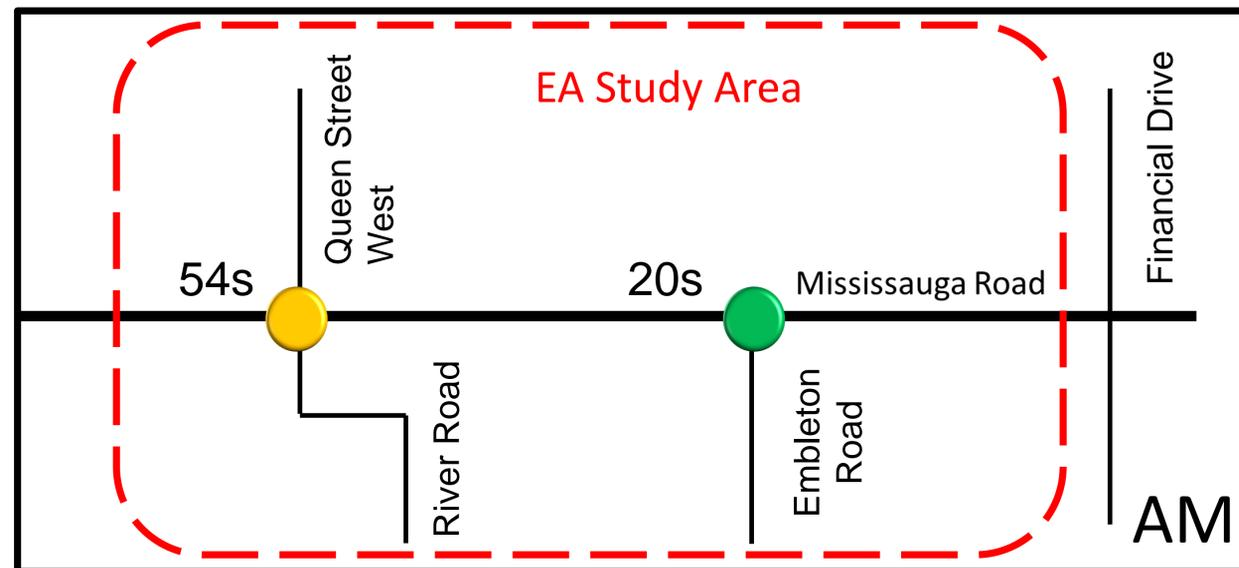 EA Study Area
Queen Street
West
Financial Drive
54s
20s
Mississauga Road
River Road
Embleton
Road
AM